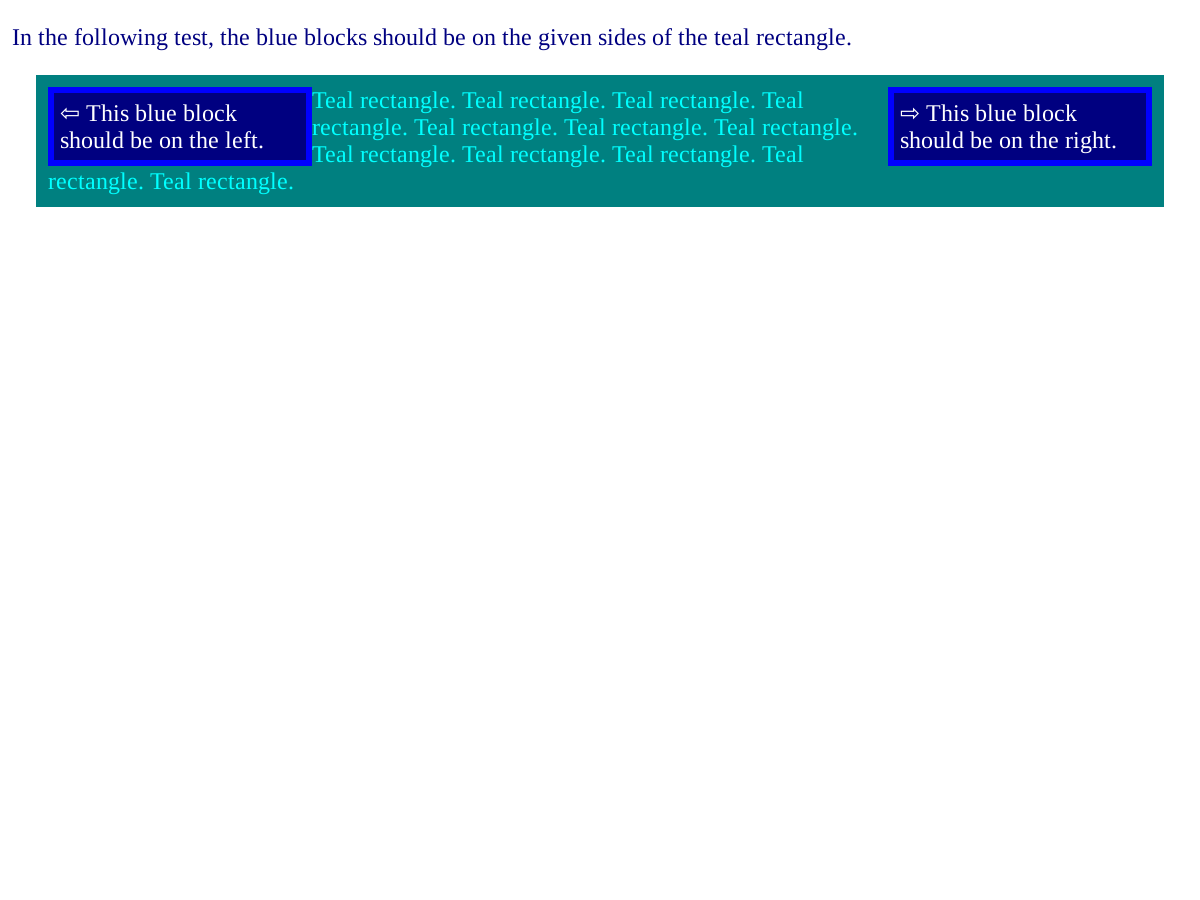 In the following test, the blue blocks should be on the given sides of the teal rectangle.
⇦ This blue block
should be on the left.
Teal rectangle. Teal rectangle. Teal rectangle. Teal
rectangle. Teal rectangle. Teal rectangle. Teal rectangle.
Teal rectangle. Teal rectangle. Teal rectangle. Teal
rectangle. Teal rectangle.
⇨ This blue block
should be on the right.